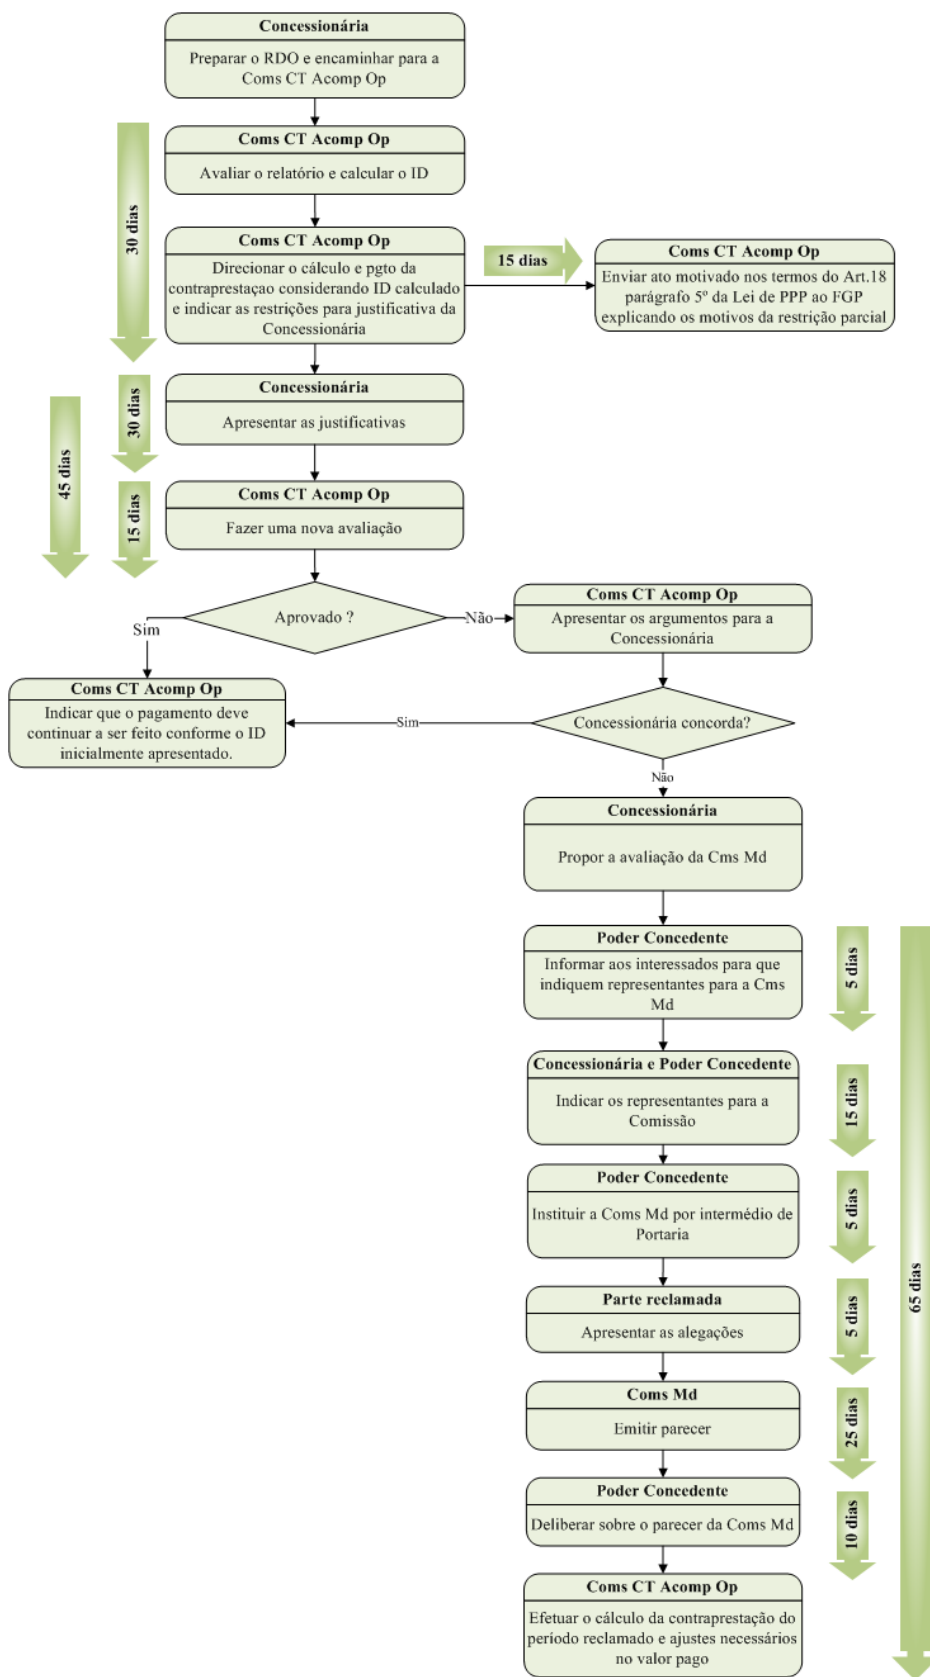 Concessionária
Preparar o RDO e encaminhar para a
Coms CT Acomp Op
Coms CT Acomp Op
Avaliar o relatório e calcular o ID
30 dias
Coms CT Acomp Op
Direcionar o cálculo e pgto da
contraprestaçao considerando ID calculado
e indicar as restrições para justificativa da
Concessionária
15 dias
Coms CT Acomp Op
Enviar ato motivado nos termos do Art.18
parágrafo 5º da Lei de PPP ao FGP
explicando os motivos da restrição parcial
Concessionária
Apresentar as justificativas
30 dias
45 dias
Coms CT Acomp Op
Fazer uma nova avaliação
15 dias
Aprovado ?
Sim
Não
Coms CT Acomp Op
Apresentar os argumentos para a
Concessionária
Coms CT Acomp Op
Indicar que o pagamento deve
continuar a ser feito conforme o ID
inicialmente apresentado.
Sim
Concessionária concorda?
Não
Concessionária
Propor a avaliação da Cms Md
Poder Concedente
Informar aos interessados para que
indiquem representantes para a Cms
Md
5 dias
Concessionária e Poder Concedente
Indicar os representantes para a
Comissão
15 dias
Poder Concedente
Instituir a Coms Md por intermédio de
Portaria
5 dias
65 dias
Parte reclamada
Apresentar as alegações
5 dias
Coms Md
Emitir parecer
25 dias
Poder Concedente
Deliberar sobre o parecer da Coms Md
10 dias
Coms CT Acomp Op
Efetuar o cálculo da contraprestação do
período reclamado e ajustes necessários
no valor pago